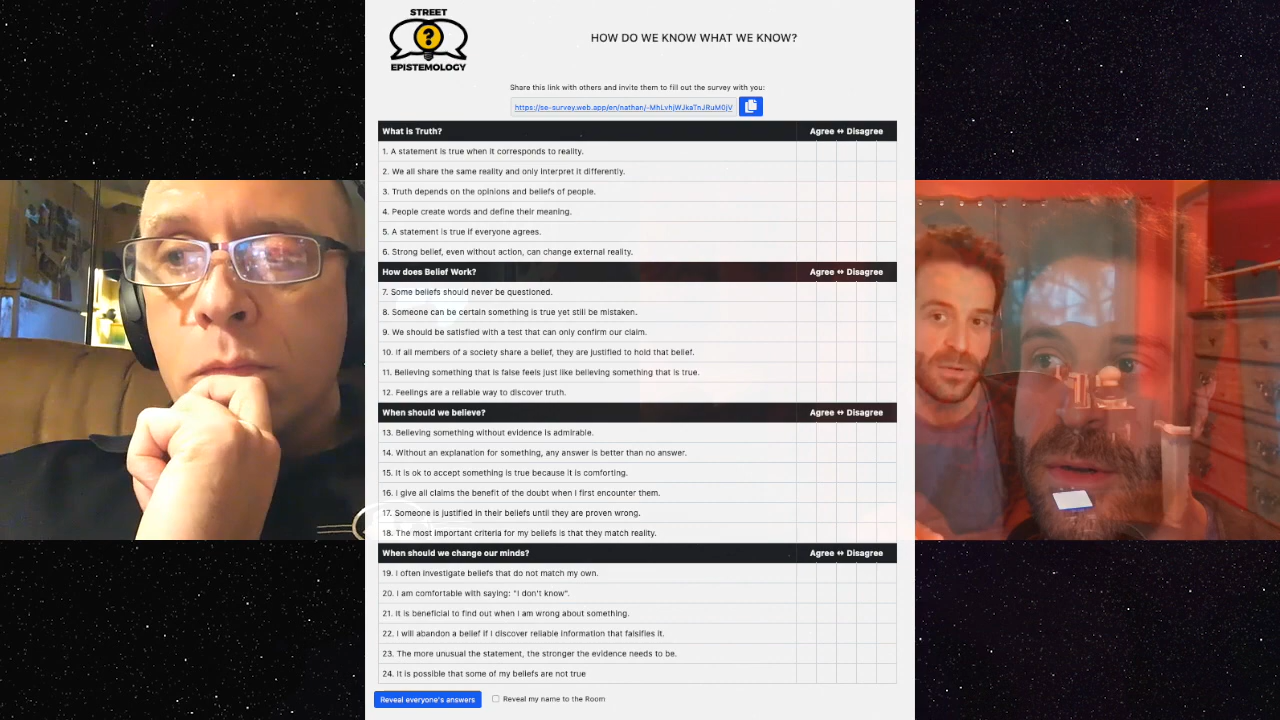 STREET
?
EPISTEMOLOGY
HOW DO WE KNOW WHAT WE KNOW?
Share this link with others and invite them to fill out the survey with you:
https://se-survey.web.app/en/nathan/-MhLvhjWJkaTnJRuM0jV
What is Truth? Agree ⇔ Disagree
1. A statement is true when it corresponds to reality.
2. We all share the same reality and only interpret it differently.
3. Truth depends on the opinions and beliefs of people.
4. People create words and define their meaning.
5. A statement is true if everyone agrees.
6. Strong belief, even without action, can change external reality.
How does Belief Work? Agree ⇔ Disagree
7. Some beliefs should never be questioned.
8. Someone can be certain something is true yet still be mistaken.
9. We should be satisfied with a test that can only confirm our claim.
10. If all members of a society share a belief, they are justified to hold that belief.
11. Believing something that is false feels just like believing something that is true.
12. Feelings are a reliable way to discover truth.
When should we believe? Agree ⇔ Disagree
13. Believing something without evidence is admirable.
14. Without an explanation for something, any answer is better than no answer.
15. It is ok to accept something is true because it is comforting.
16. I give all claims the benefit of the doubt when I first encounter them.
17. Someone is justified in their beliefs until they are proven wrong.
18. The most important criteria for my beliefs is that they match reality.
When should we change our minds? Agree ⇔ Disagree
19. I often investigate beliefs that do not match my own.
20. I am comfortable with saying: "I don't know".
21. It is beneficial to find out when I am wrong about something.
22. I will abandon a belief if I discover reliable information that falsifies it.
23. The more unusual the statement, the stronger the evidence needs to be.
24. It is possible that some of my beliefs are not true
Reveal everyone's answers Reveal my name to the Room